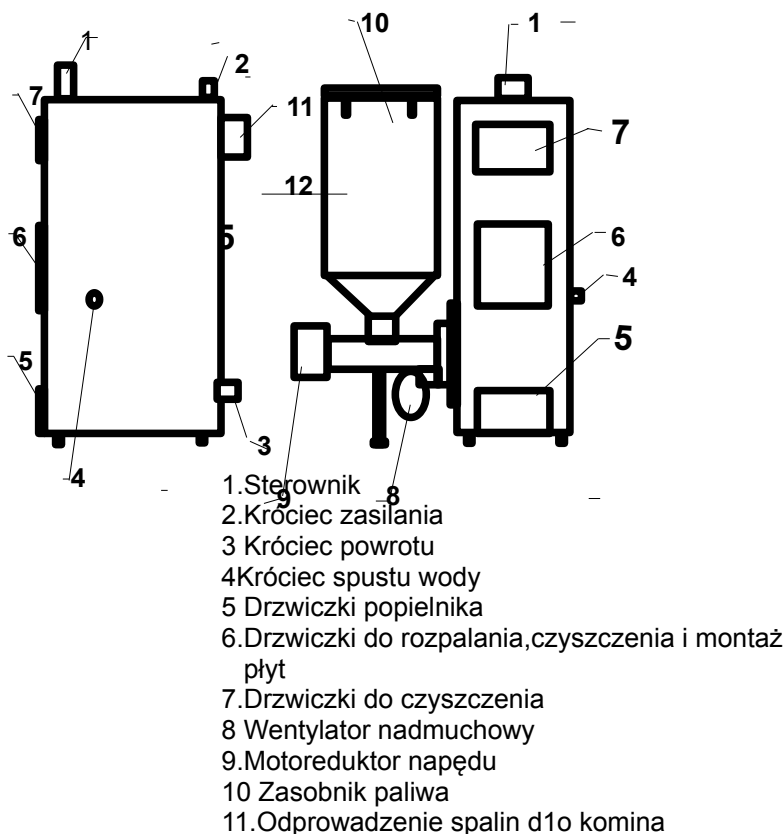 1
2
10
1
7
11
7
12
6
5
6
4
5
5
3
4
9
8
1.Sterownik
2.Króciec zasilania
3 Króciec powrotu
4Króciec spustu wody
5 Drzwiczki popielnika
6.Drzwiczki do rozpalania,czyszczenia i montaż
płyt
7.Drzwiczki do czyszczenia
8 Wentylator nadmuchowy
9.Motoreduktor napędu
10 Zasobnik paliwa
11.Odprowadzenie spalin d1o komina